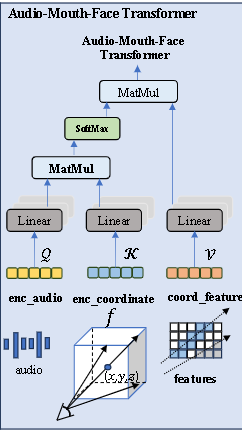 Audio-Mouth-Face Transformer
Audio-Mouth-Face
Transformer
MatMul
SoftMax
MatMul
Linear Linear Linear
Q K V
enc_audio enc_coordinate coord_feature
f
(x,y,z)
audio
features